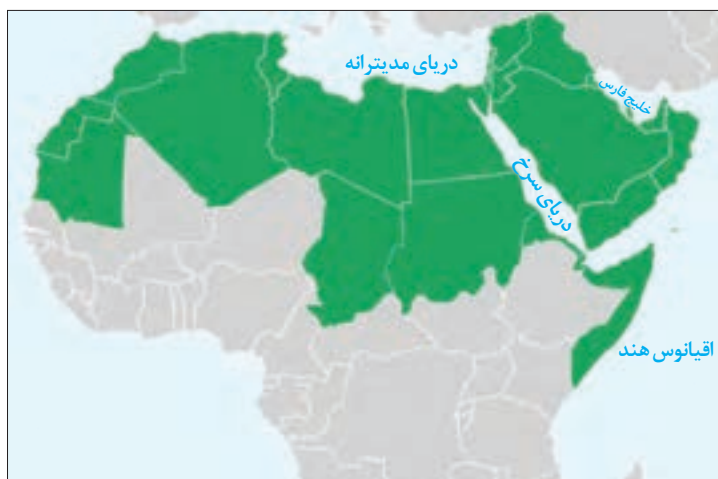 دریای مدیترانه
خلیج فارس
دریای سرخ
اقیانوس هند